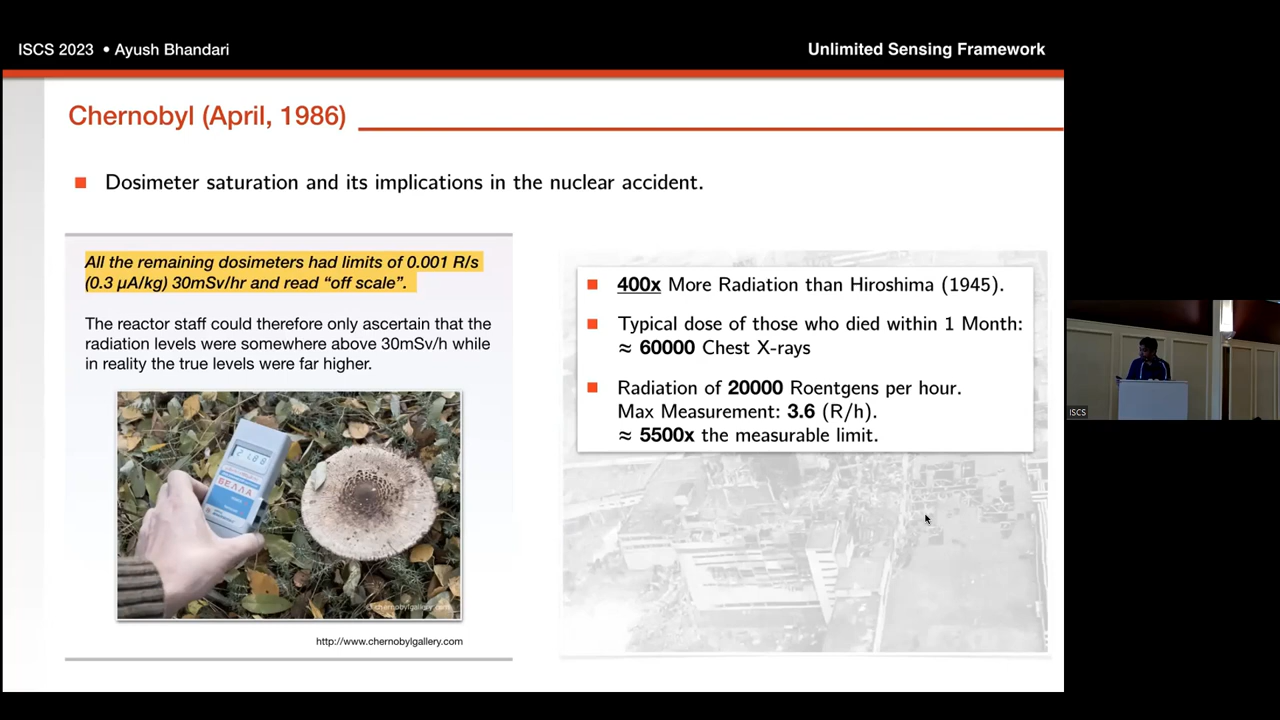 ISCS 2023 • Ayush Bhandari
Unlimited Sensing Framework
Chernobyl (April, 1986)
Dosimeter saturation and its implications in the nuclear accident.
All the remaining dosimeters had limits of 0.001 R/s
(0.3 μA/kg) 30mSv/hr and read “off scale”.
The reactor staff could therefore only ascertain that the
radiation levels were somewhere above 30mSv/h while
in reality the true levels were far higher.
http://www.chernobylgallery.com
400x More Radiation than Hiroshima (1945).
Typical dose of those who died within 1 Month:
≈ 60000 Chest X-rays
Radiation of 20000 Roentgens per hour.
Max Measurement: 3.6 (R/h).
≈ 5500x the measurable limit.
ISCS